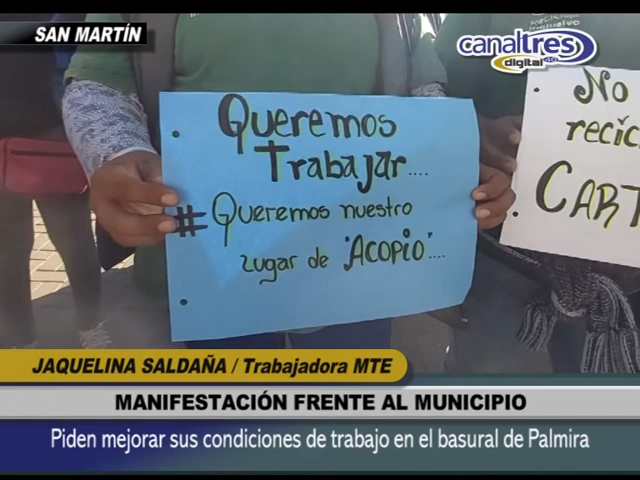 SAN MARTÍN
canaltres
digital
Queremos
Trabajar....
#Queremos nuestro
lugar de "Acopio"....
No
CART
JAQUELINA SALDAÑA / Trabajadora MTE
MANIFESTACIÓN FRENTE AL MUNICIPIO
Piden mejorar sus condiciones de trabajo en el basural de Palmira